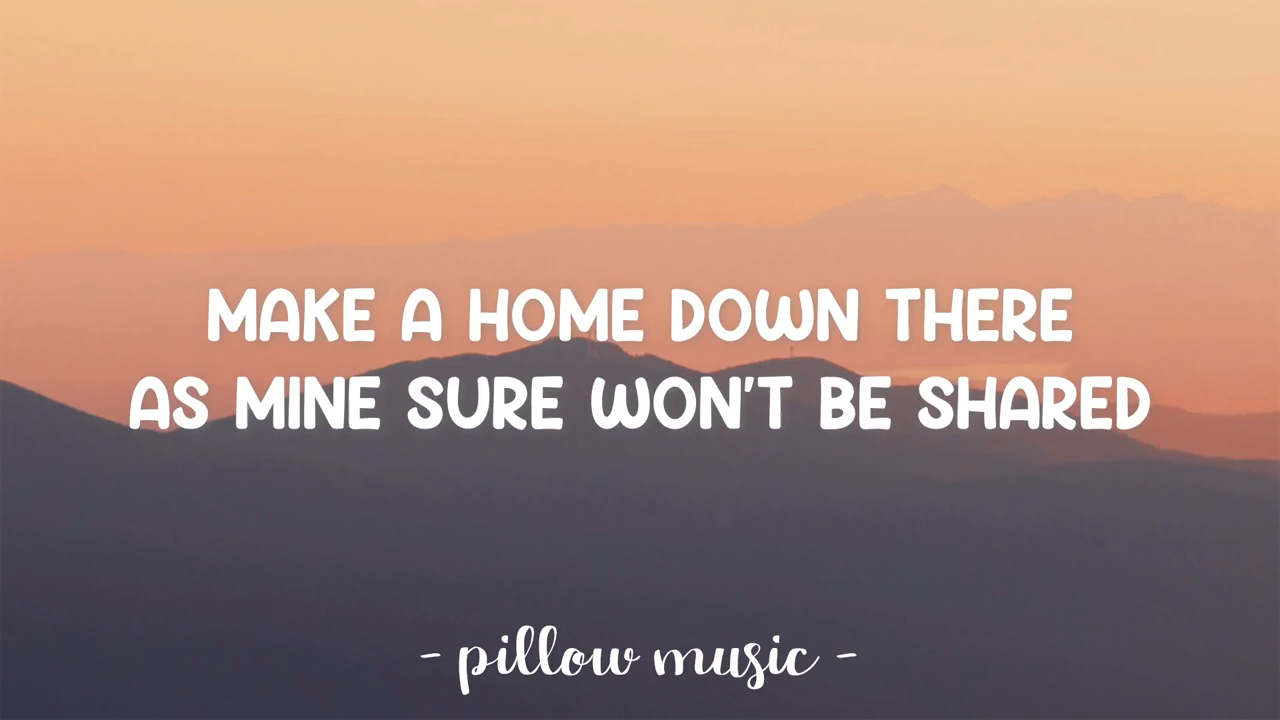 MAKE A HOME DOWN THERE
AS MINE SURE WON'T BE SHARED
- pillow music -